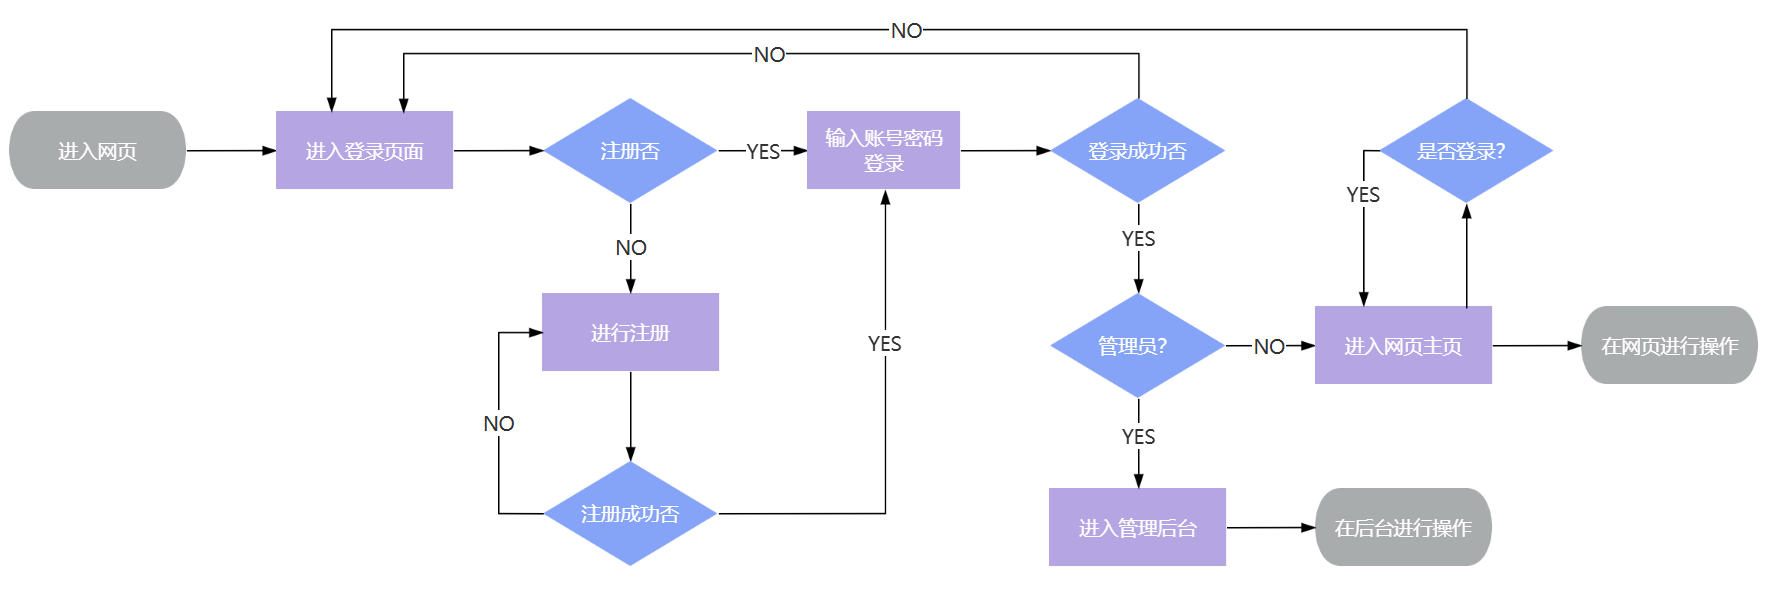 NO
NO
进入网页
进入登录页面
注册否
YES
输入账号密码
登录
登录成功否
是否登录?
YES
NO
YES
进行注册
YES
管理员?
NO
进入网页主页
在网页进行操作
NO
YES
注册成功否
进入管理后台
在后台进行操作